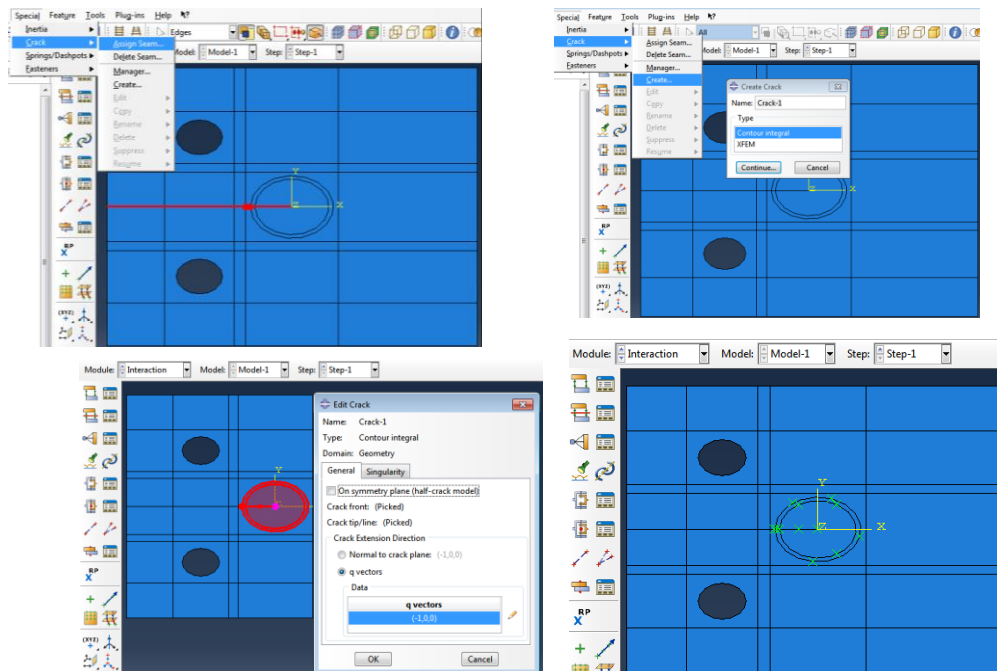 Special Feature Tools Plug-ins Help
Inertia
Crack
Springs/Dashpots
Fasteners
Edges
Assign Seam...
Delete Seam...
Manager...
Create...
Edit
Copy
Rename
Delete
Suppress
Resume
Model: Model-1 Step: Step-1
Y
X
Z
RP
(XYZ)
Special Feature Tools Plug-ins Help
Inertia
Crack
Springs/Dashpots
Fasteners
All
Assign Seam...
Delete Seam...
Manager...
Create...
Edit
Copy
Rename
Delete
Suppress
Resume
Model: Model-1 Step: Step-1
Create Crack
Name: Crack-1
Type
Contour integral
XFEM
Continue... Cancel
X
RP
(XYZ)
Module: Interaction Model: Model-1 Step: Step-1
Y
RP
(XYZ)
Edit Crack
Name: Crack-1
Type: Contour integral
Domain: Geometry
General Singularity
On symmetry plane (half-crack model)
Crack front: (Picked)
Crack tip/line: (Picked)
Crack Extension Direction
Normal to crack plane: (-1,0,0)
q vectors
Data
q vectors
(-1,0,0)
OK Cancel
Module: Interaction Model: Model-1 Step: Step-1
Y
X
Z
RP